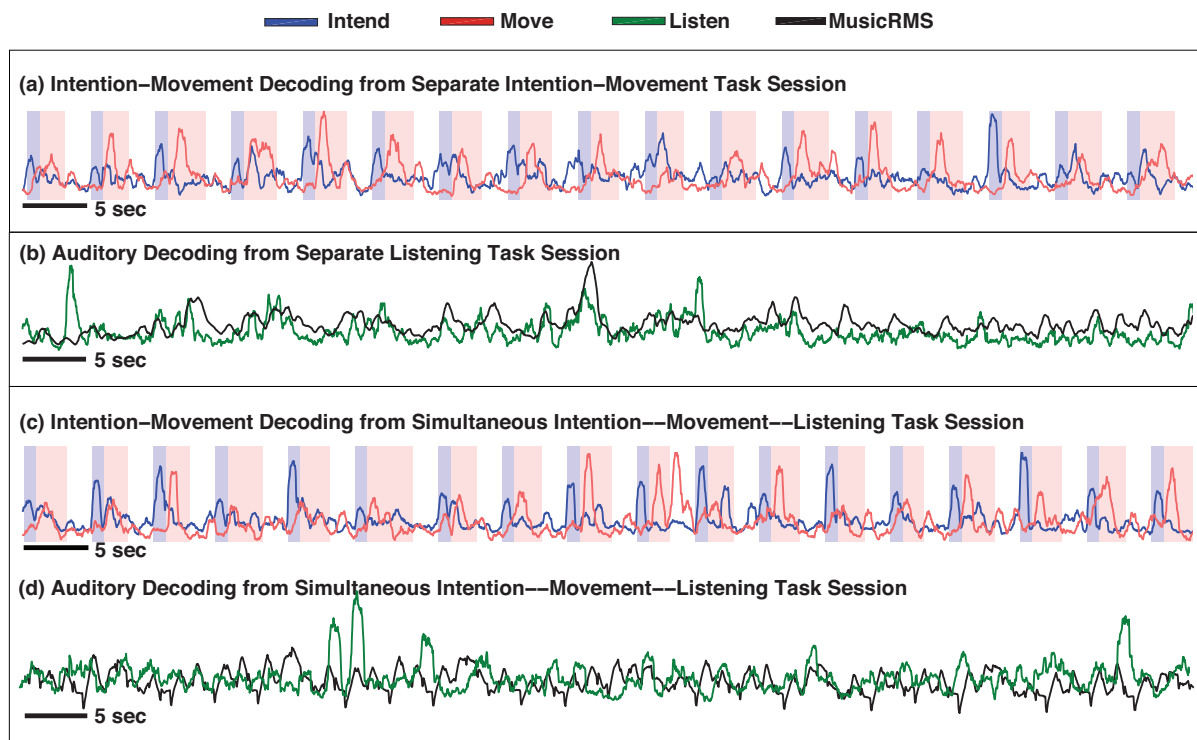 Intend Move Listen MusicRMS
(a) Intention−Movement Decoding from Separate Intention−Movement Task Session
5 sec
(b) Auditory Decoding from Separate Listening Task Session
5 sec
(c) Intention−Movement Decoding from Simultaneous Intention−−Movement−−Listening Task Session
5 sec
(d) Auditory Decoding from Simultaneous Intention−−Movement−−Listening Task Session
5 sec